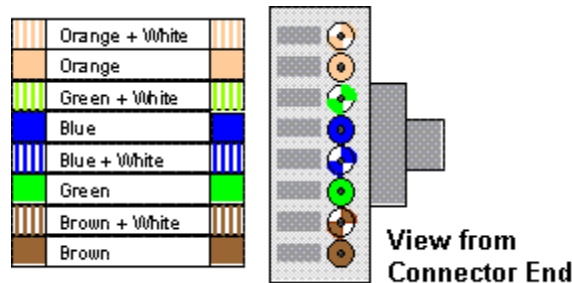 Orange + White
Orange
Green + White
Blue
Blue + White
Green
Brown + White
Brown
View from
Connector End